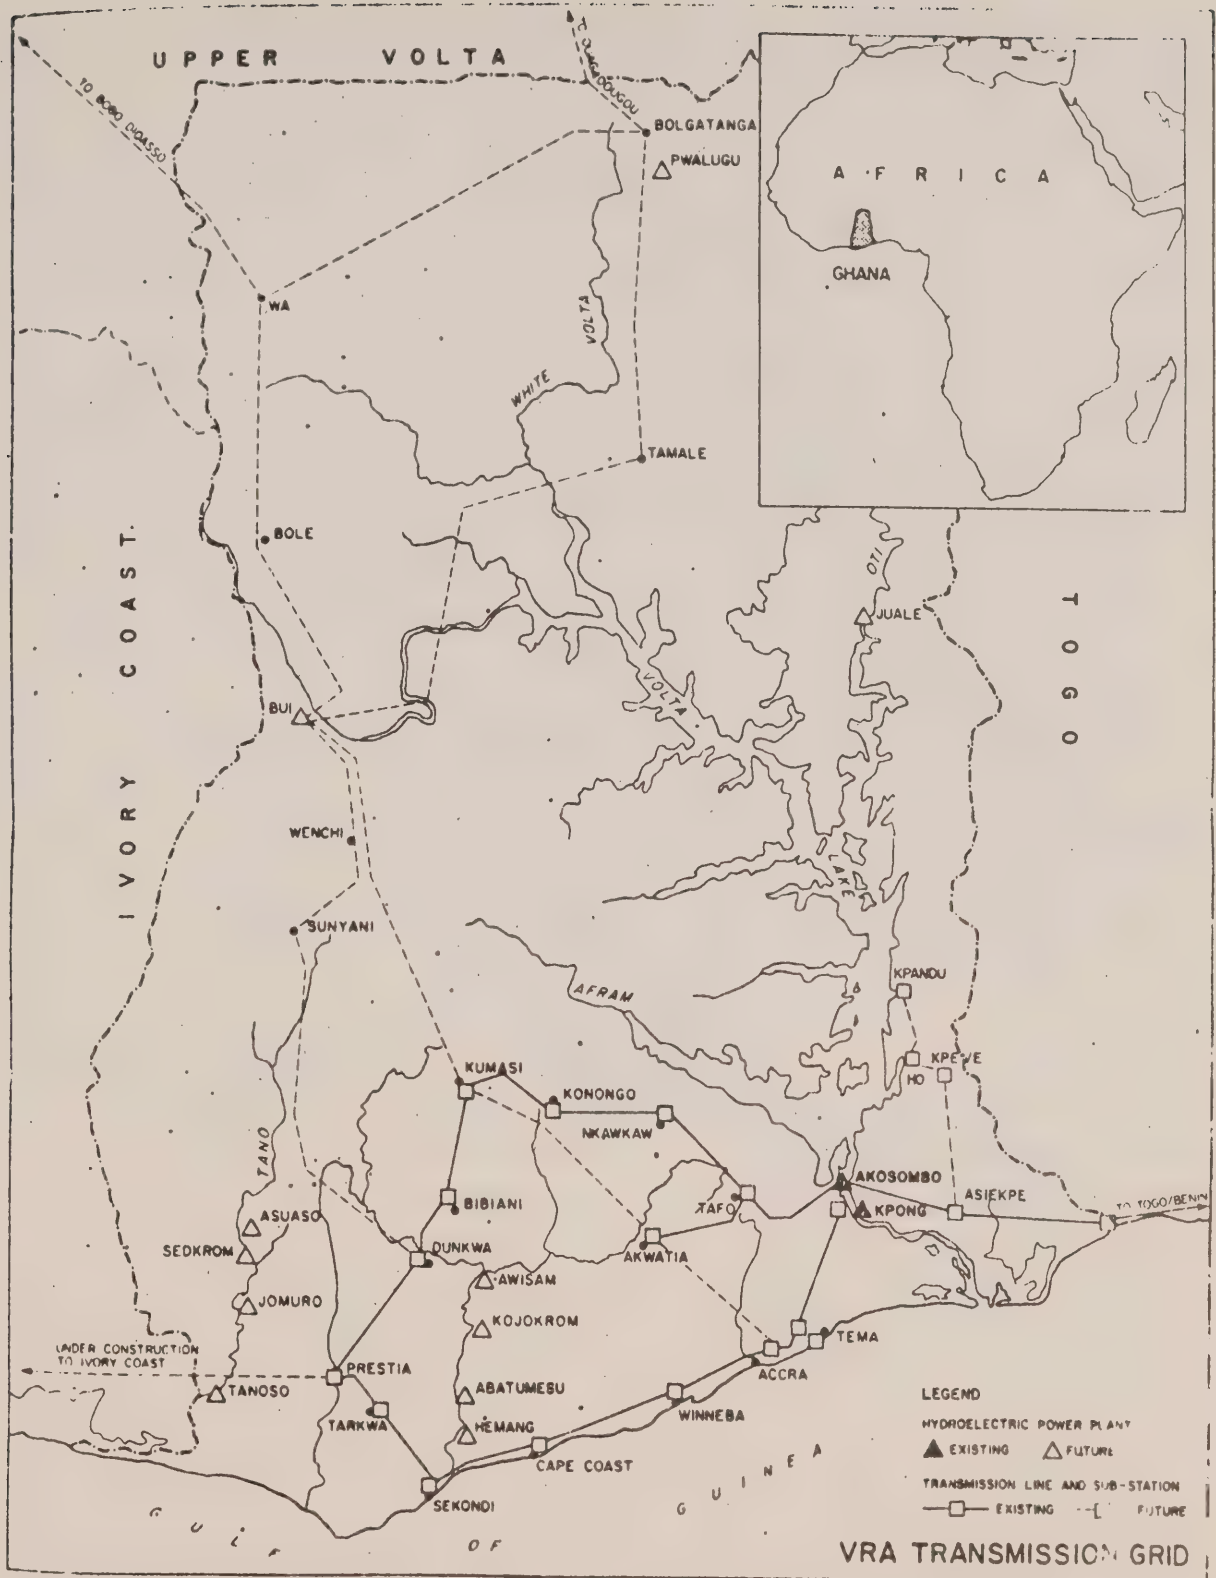 UPPER VOLTA
TO BOBO DIOASSO
TO OUAGADOUGOU
BOLGATANGA
PWALUGU
AFRICA
GHANA
WA
WHITE VOLTA
TAMALE
BOLE
OTI
JUALE
IVORY COAST.
TOGO
BUI
VOLTA
LAKE
WENCHI
SUNYANI
AFRAM
KPANDU
KPEVE
HO
KUMASI
KONONGO
NKAWKAW
TANO
AKOSOMBO
ASIEKPE
TO TOGO/BENIN
BIBIANI
TAFO
KPONG
ASUASO
SEDKROM
DUNKWA
AKWATIA
AWISAM
JOMURO
KOJOKROM
TEMA
UNDER CONSTRUCTION
TO IVORY COAST
PRESTIA
ACCRA
TANOSO
ABATUMESU
WINNEBA
TARKWA
HEMANG
CAPE COAST
SEKONDI
GULF OF GUINEA
LEGEND
HYDROELECTRIC POWER PLANT
EXISTING FUTURE
TRANSMISSION LINE AND SUB-STATION
EXISTING FUTURE
VRA TRANSMISSION GRID